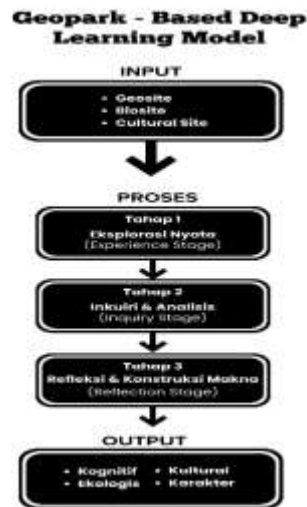 Geopark - Based Deep
Learning Model
INPUT
• Geosite
• Biosite
• Cultural Site
PROSES
Tahap 1
Eksplorasi Nyata
(Experience Stage)
Tahap 2
Inkuiri & Analisis
(Inquiry Stage)
Tahap 3
Refleksi & Konstruksi Makna
(Reflection Stage)
OUTPUT
• Kognitif • Kultural
• Ekologis • Karakter